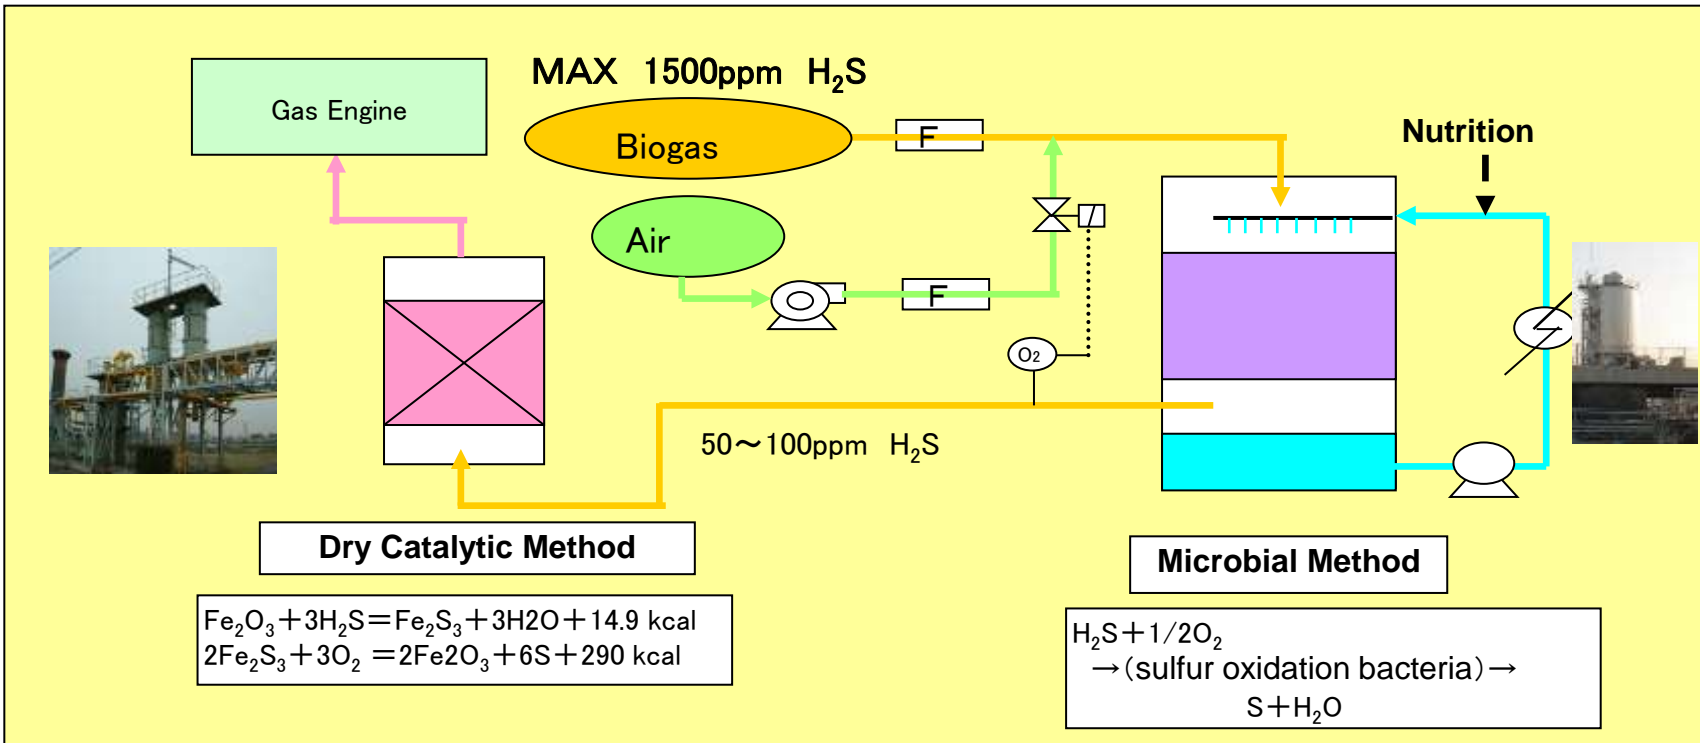 MAX 1500ppm H₂S
Gas Engine
Biogas
F
Nutrition
Air
F
O₂
50～100ppm H₂S
Dry Catalytic Method
Microbial Method
Fe₂O₃＋3H₂S＝Fe₂S₃＋3H2O＋14.9 kcal
2Fe₂S₃＋3O₂ ＝2Fe2O₃＋6S＋290 kcal
H₂S＋1/2O₂
→(sulfur oxidation bacteria)→
S＋H₂O